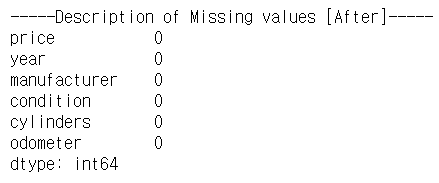 -----Description of Missing values [After]-----
price 0
year 0
manufacturer 0
condition 0
cylinders 0
odometer 0
dtype: int64